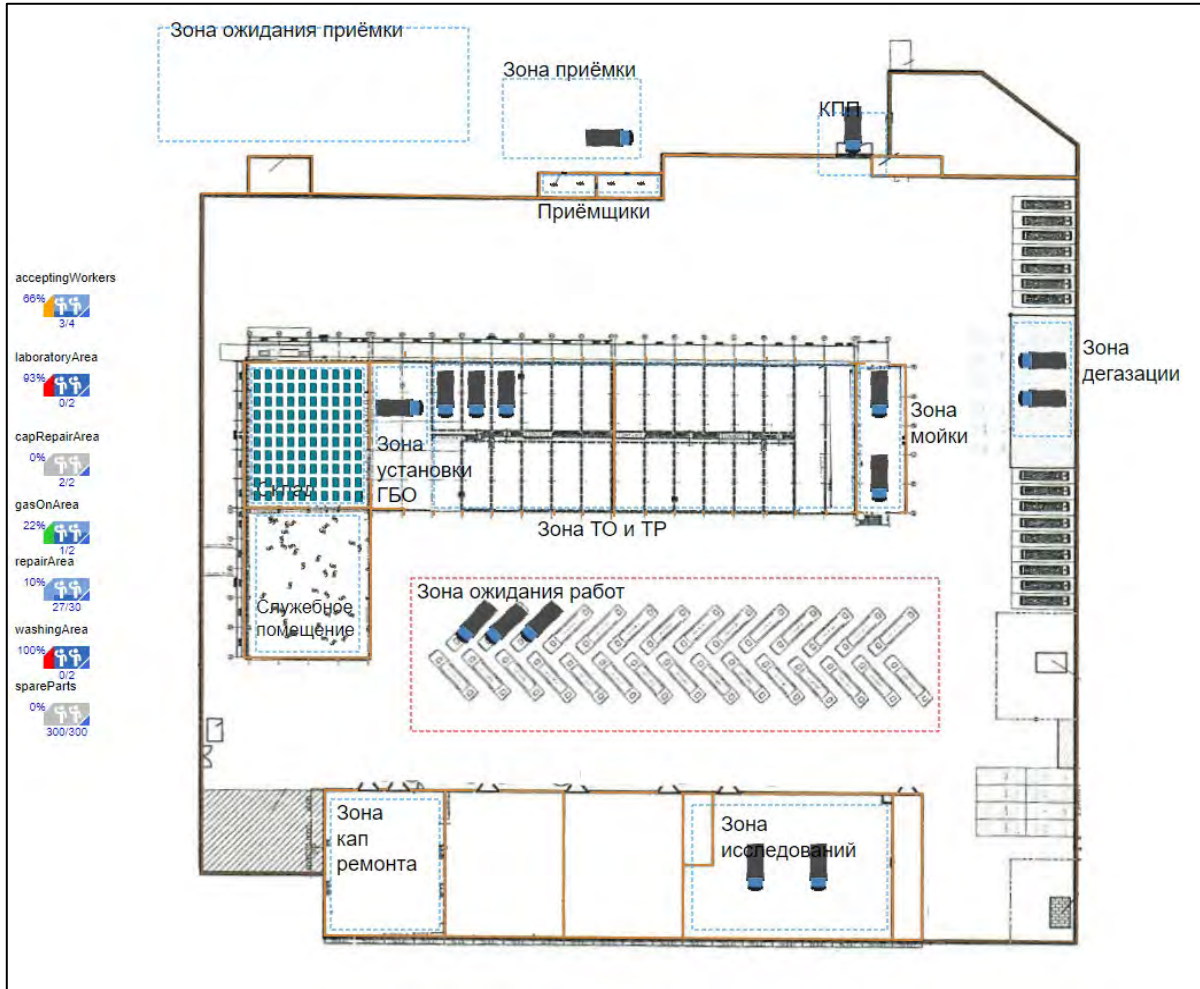 Зона ожидания приёмки
Зона приёмки
КПП
Приёмщики
acceptingWorkers
66%
3/4
laboratoryArea
93%
0/2
capRepairArea
0%
2/2
gasOnArea
22%
1/2
repairArea
10%
27/30
washingArea
100%
0/2
spareParts
0%
300/300
Зона
дегазации
Зона
мойки
Зона
установки
ГБО
Склад
Зона ТО и ТР
Служебное
помещение
Зона ожидания работ
Зона
кап
ремонта
Зона
исследований